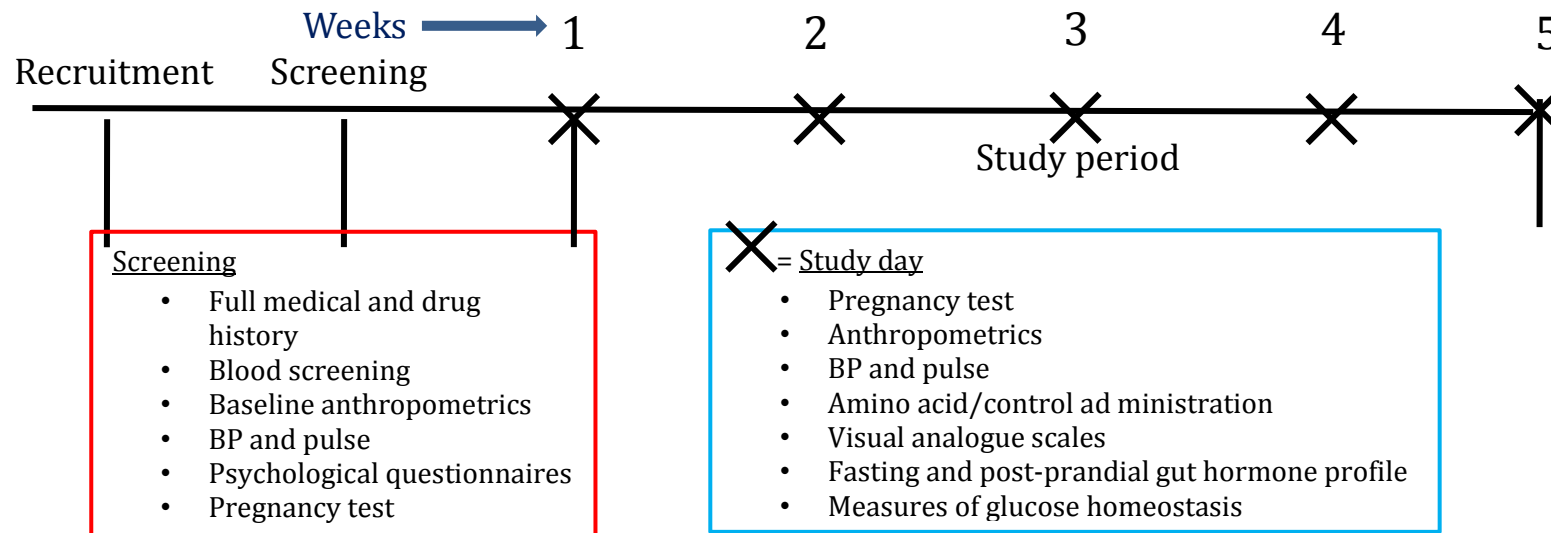 Weeks
1
2
3
4
5
Recruitment
Screening
Study period
Screening
• Full medical and drug
history
• Blood screening
• Baseline anthropometrics
• BP and pulse
• Psychological questionnaires
• Pregnancy test
= Study day
• Pregnancy test
• Anthropometrics
• BP and pulse
• Amino acid/control ad ministration
• Visual analogue scales
• Fasting and post-prandial gut hormone profile
• Measures of glucose homeostasis